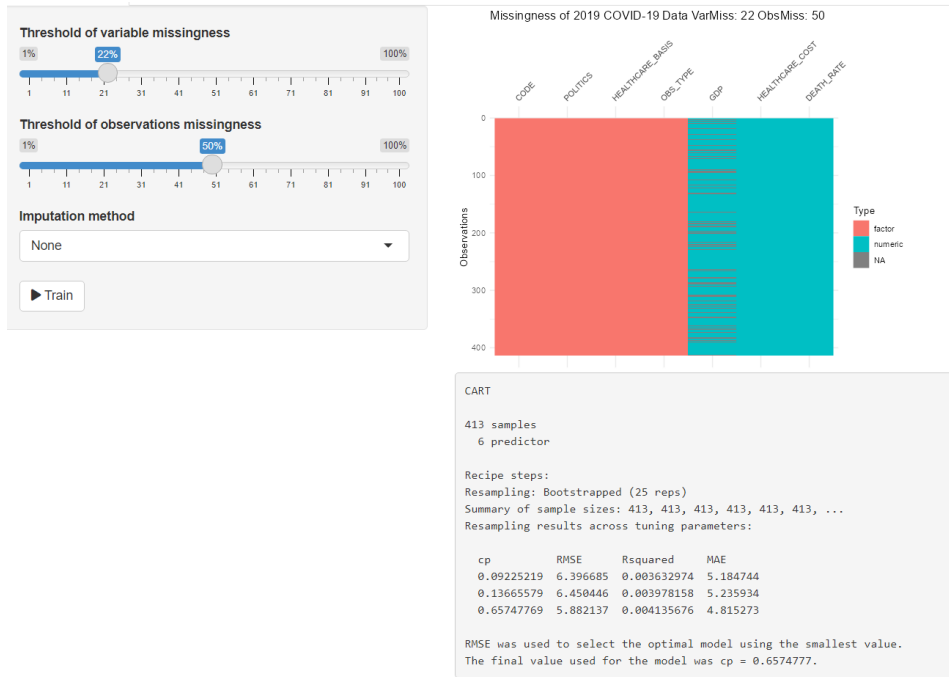 Threshold of variable missingness
1% 22% 100%
1 11 21 31 41 51 61 71 81 91 100
Threshold of observations missingness
1% 50% 100%
1 11 21 31 41 51 61 71 81 91 100
Imputation method
None
Train
Missingness of 2019 COVID-19 Data VarMiss: 22 ObsMiss: 50
CODE
POLITICS
HEALTHCARE_BASIS
OBS_TYPE
GDP
HEALTHCARE_COST
DEATH_RATE
Observations
0
100
200
300
400
Type
factor
numeric
NA
CART
413 samples
6 predictor
Recipe steps:
Resampling: Bootstrapped (25 reps)
Summary of sample sizes: 413, 413, 413, 413, 413, 413, ...
Resampling results across tuning parameters:
cp RMSE Rsquared MAE
0.09225219 6.396685 0.003632974 5.184744
0.13665579 6.450446 0.003978158 5.235934
0.65747769 5.882137 0.004135676 4.815273
RMSE was used to select the optimal model using the smallest value.
The final value used for the model was cp = 0.6574777.